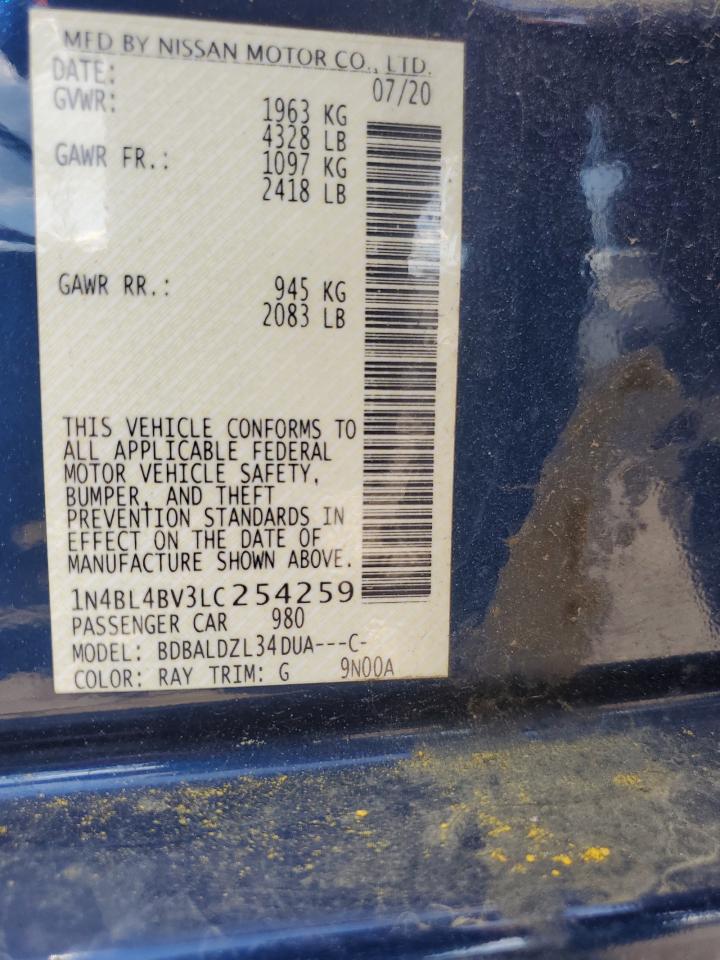 MFD BY NISSAN MOTOR CO., LTD.
DATE: 07/20
GVWR: 1963 KG
4328 LB
GAWR FR.: 1097 KG
2418 LB
GAWR RR.: 945 KG
2083 LB
THIS VEHICLE CONFORMS TO
ALL APPLICABLE FEDERAL
MOTOR VEHICLE SAFETY,
BUMPER, AND THEFT
PREVENTION STANDARDS IN
EFFECT ON THE DATE OF
MANUFACTURE SHOWN ABOVE.
1N4BL4BV3LC254259
PASSENGER CAR 980
MODEL: BDBALDZL34DUA---C-
COLOR: RAY TRIM: G 9N00A